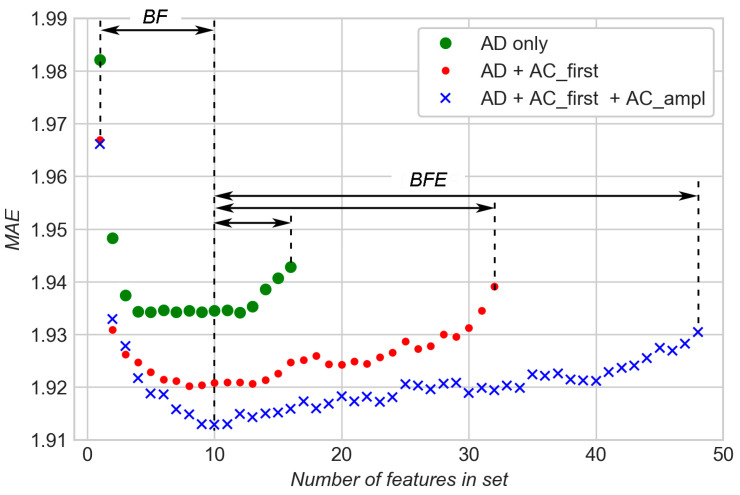 1.99
1.98
1.97
1.96
1.95
1.94
1.93
1.92
1.91
MAE
BF
AD only
AD + AC_first
AD + AC_first + AC_ampl
BFE
0 10 20 30 40 50
Number of features in set